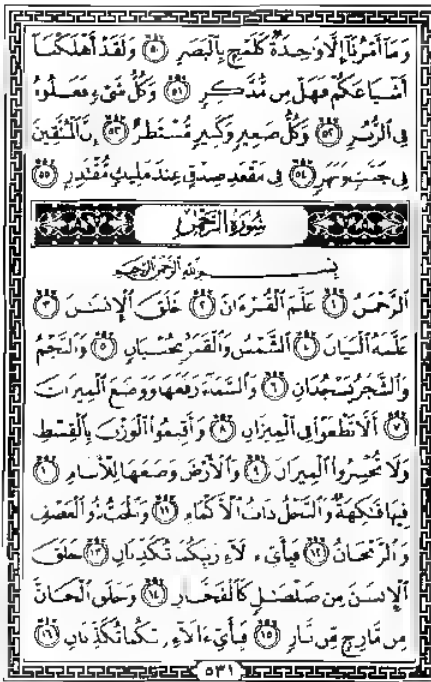 وَمَآ أَمْرُنَآ إِلَّا وَٰحِدَةٌ كَلَمْحٍۭ بِٱلْبَصَرِ ٥٠ وَلَقَدْ أَهْلَكْنَآ
أَشْيَاعَكُمْ فَهَلْ مِن مُّدَّكِرٍ ٥١ وَكُلُّ شَىْءٍ فَعَلُوهُ
فِى ٱلزُّبُرِ ٥٢ وَكُلُّ صَغِيرٍ وَكَبِيرٍ مُّسْتَطَرٌ ٥٣ إِنَّ ٱلْمُتَّقِينَ
فِى جَنَّٰتٍ وَنَهَرٍ ٥٤ فِى مَقْعَدِ صِدْقٍ عِندَ مَلِيكٍ مُّقْتَدِرٍۭ ٥٥
سُورَةُ الرَّحْمَٰن
بِسْمِ ٱللَّهِ ٱلرَّحْمَٰنِ ٱلرَّحِيمِ
ٱلرَّحْمَٰنُ ١ عَلَّمَ ٱلْقُرْءَانَ ٢ خَلَقَ ٱلْإِنسَٰنَ ٣
عَلَّمَهُ ٱلْبَيَانَ ٤ ٱلشَّمْسُ وَٱلْقَمَرُ بِحُسْبَانٍ ٥ وَٱلنَّجْمُ
وَٱلشَّجَرُ يَسْجُدَانِ ٦ وَٱلسَّمَآءَ رَفَعَهَا وَوَضَعَ ٱلْمِيزَانَ
٧ أَلَّا تَطْغَوْا۟ فِى ٱلْمِيزَانِ ٨ وَأَقِيمُوا۟ ٱلْوَزْنَ بِٱلْقِسْطِ
وَلَا تُخْسِرُوا۟ ٱلْمِيزَانَ ٩ وَٱلْأَرْضَ وَضَعَهَا لِلْأَنَامِ ١٠
فِيهَا فَٰكِهَةٌ وَٱلنَّخْلُ ذَاتُ ٱلْأَكْمَامِ ١١ وَٱلْحَبُّ ذُو ٱلْعَصْفِ
وَٱلرَّيْحَانُ ١٢ فَبِأَىِّ ءَالَآءِ رَبِّكُمَا تُكَذِّبَانِ ١٣ خَلَقَ
ٱلْإِنسَٰنَ مِن صَلْصَٰلٍ كَٱلْفَخَّارِ ١٤ وَخَلَقَ ٱلْجَآنَّ
مِن مَّارِجٍ مِّن نَّارٍ ١٥ فَبِأَىِّ ءَالَآءِ رَبِّكُمَا تُكَذِّبَانِ ١٦
٥٣١